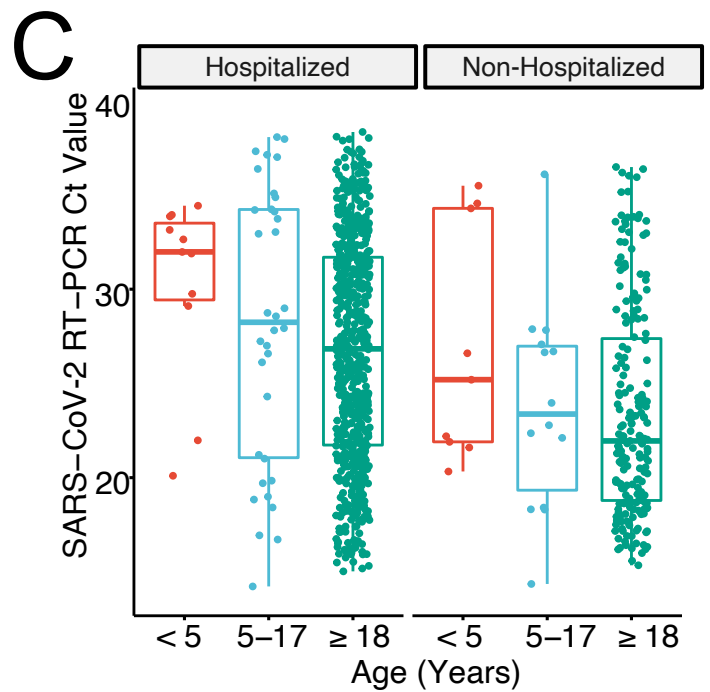 C
Hospitalized
Non-Hospitalized
SARS−CoV-2 RT−PCR Ct Value
40
30
20
< 5
5−17
≥ 18
< 5
5−17
≥ 18
Age (Years)